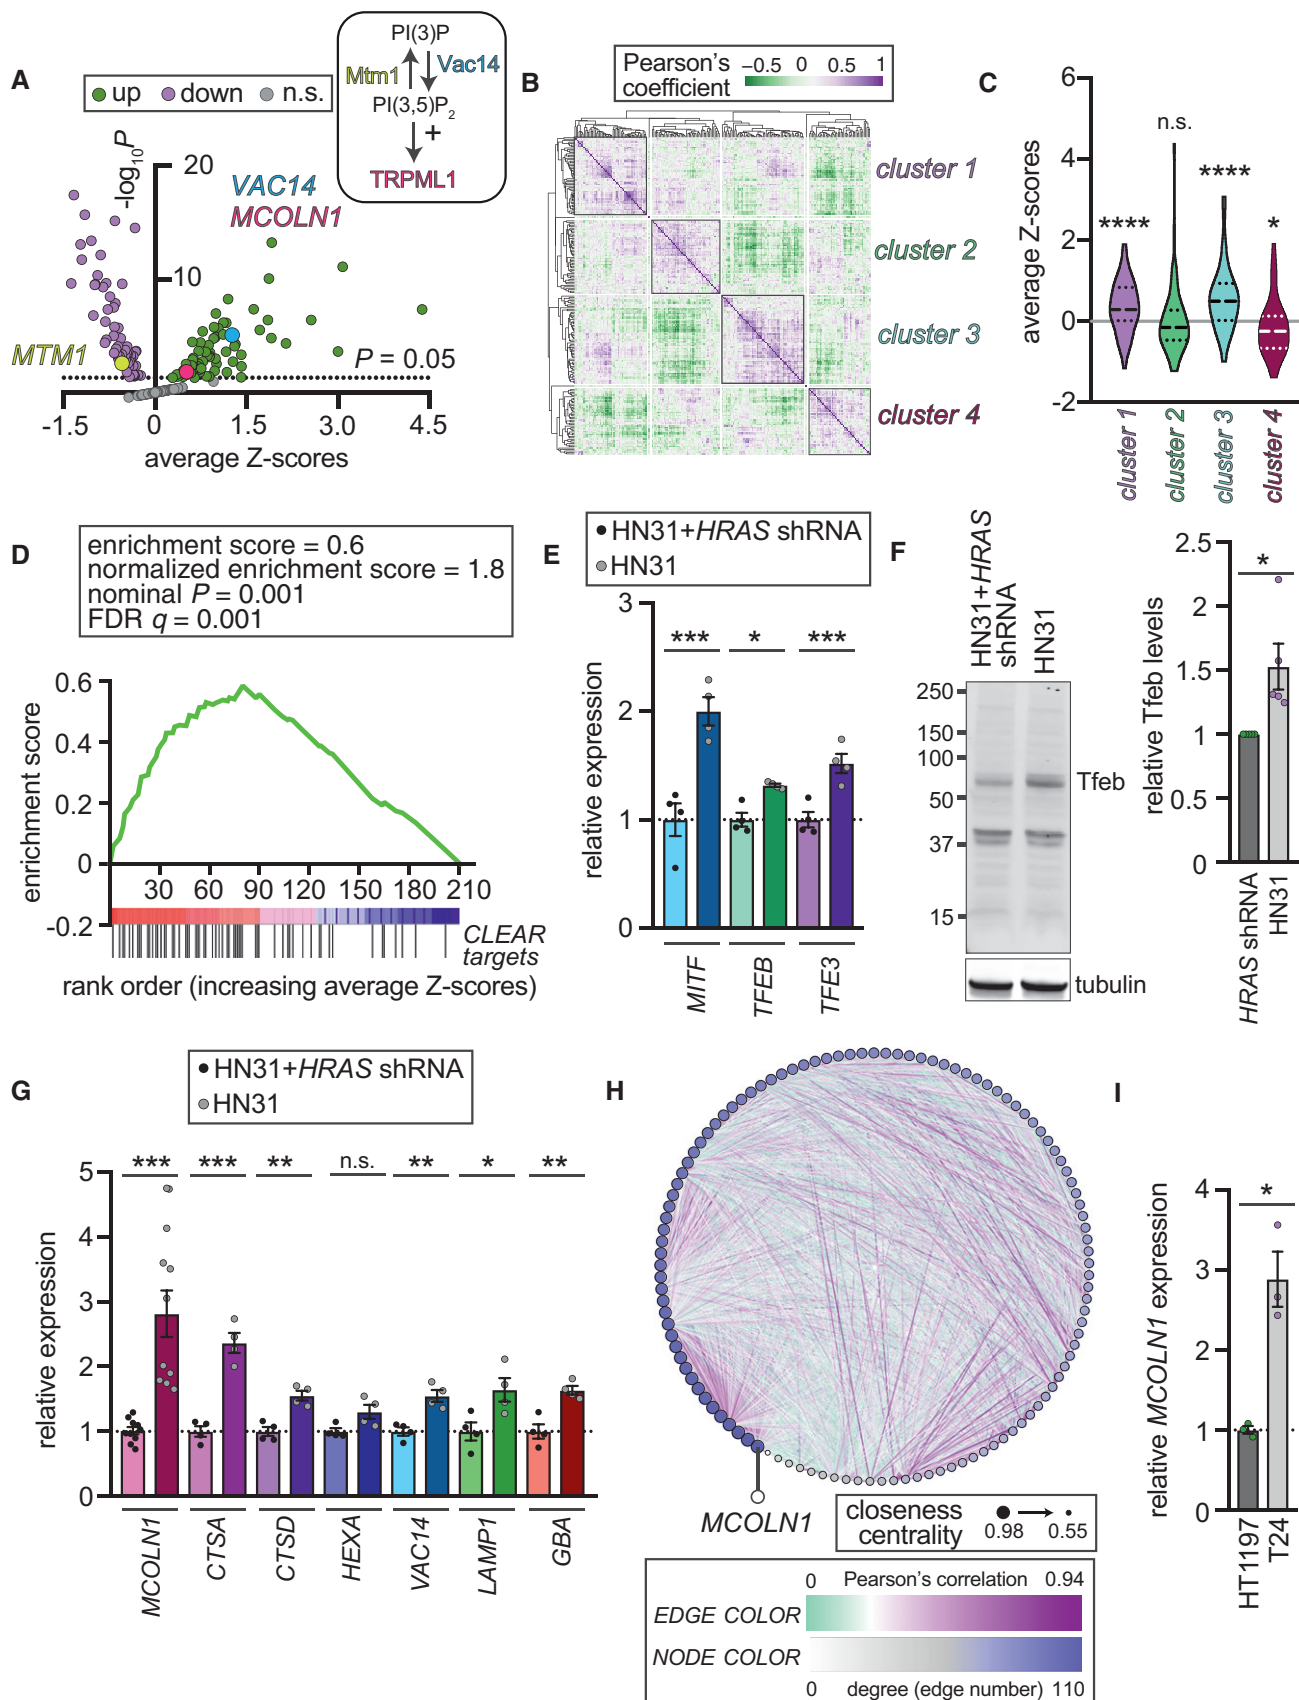 A
up down n.s.
PI(3)P
Mtm1 Vac14
PI(3,5)P2
+
TRPML1
-log10P
20
10
VAC14
MCOLN1
MTM1
P = 0.05
-1.5 0 1.5 3.0 4.5
average Z-scores
B
Pearson's coefficient
−0.5 0 0.5 1
cluster 1
cluster 2
cluster 3
cluster 4
C
average Z-scores
6
4
2
0
-2
**** n.s. **** *
cluster 1
cluster 2
cluster 3
cluster 4
D
enrichment score = 0.6
normalized enrichment score = 1.8
nominal P = 0.001
FDR q = 0.001
enrichment score
0.6
0.4
0.2
0
-0.2
30 60 90 120 150 180 210
CLEAR targets
rank order (increasing average Z-scores)
E
HN31+HRAS shRNA
HN31
relative expression
3
2
1
0
*** * ***
MITF
TFEB
TFE3
F
HN31+HRAS shRNA
HN31
250
150
100
50
37
15
Tfeb
tubulin
relative Tfeb levels
2.5
2
1.5
1
0.5
0
*
HRAS shRNA
HN31
G
HN31+HRAS shRNA
HN31
relative expression
5
4
3
2
1
0
*** *** ** n.s. ** * **
MCOLN1
CTSA
CTSD
HEXA
VAC14
LAMP1
GBA
H
MCOLN1
closeness centrality
0.98 0.55
0 Pearson's correlation 0.94
EDGE COLOR
NODE COLOR
0 degree (edge number) 110
I
relative MCOLN1 expression
4
3
2
1
0
*
HT1197
T24